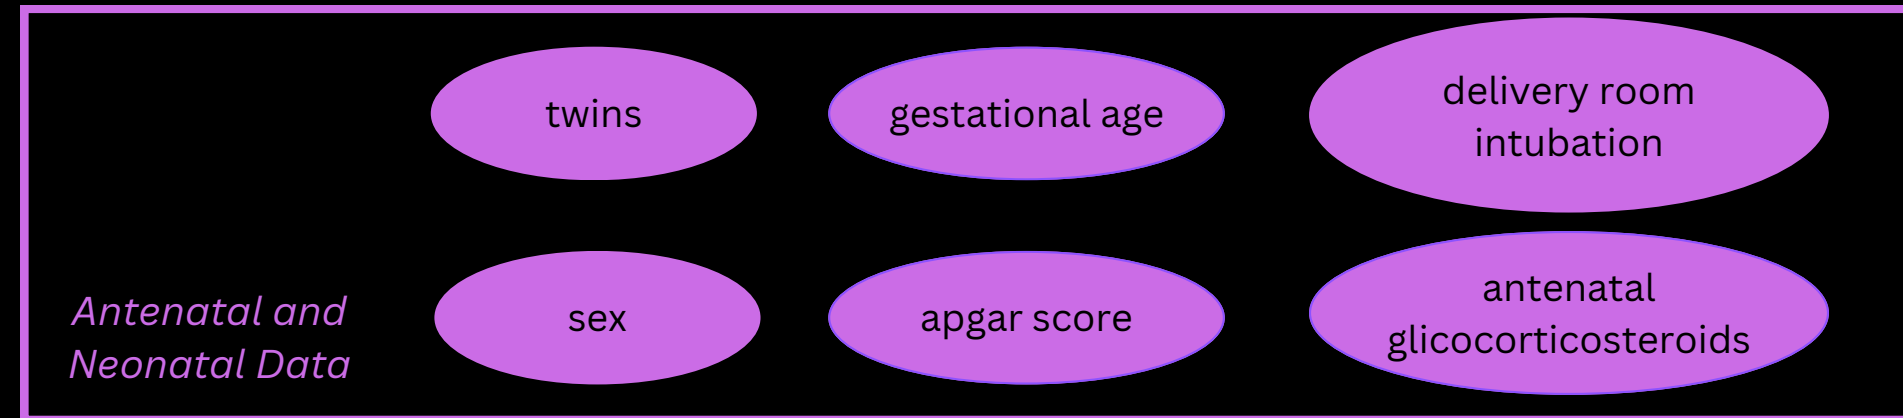 twins
gestational age
delivery room
intubation
sex
apgar score
antenatal
glicocorticosteroids
Antenatal and
Neonatal Data